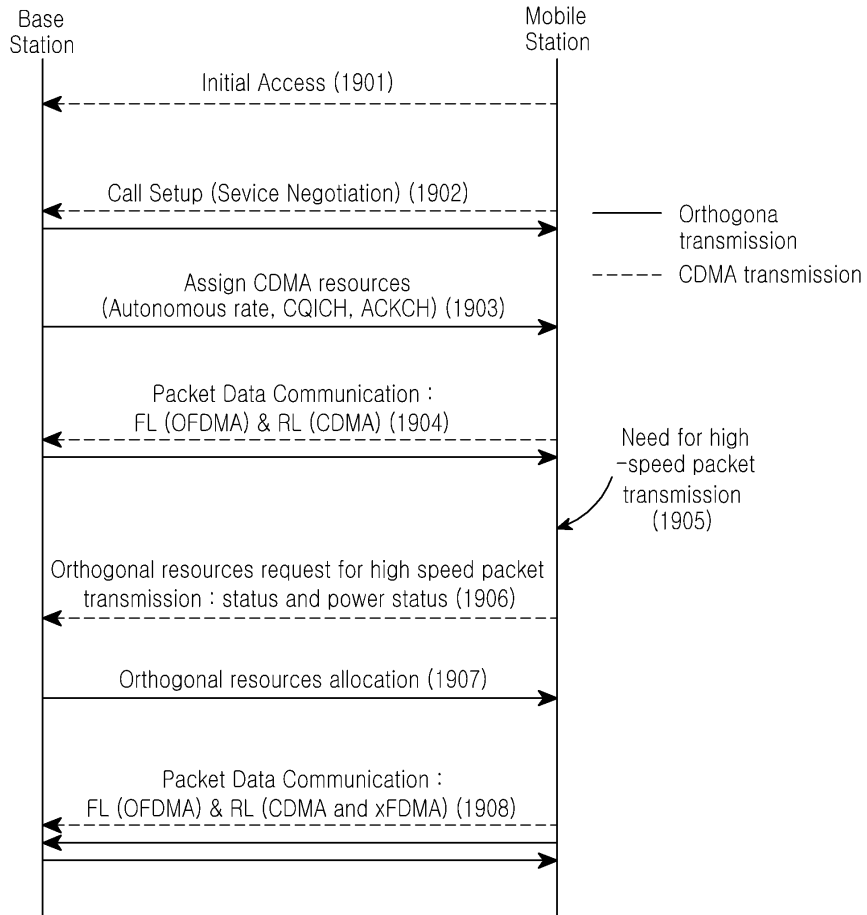 Base
Station
Mobile
Station
Initial Access (1901)
Call Setup (Sevice Negotiation) (1902)
Orthogona
transmission
CDMA transmission
Assign CDMA resources
(Autonomous rate, CQICH, ACKCH) (1903)
Packet Data Communication :
FL (OFDMA) & RL (CDMA) (1904)
Need for high
-speed packet
transmission
(1905)
Orthogonal resources request for high speed packet
transmission : status and power status (1906)
Orthogonal resources allocation (1907)
Packet Data Communication :
FL (OFDMA) & RL (CDMA and xFDMA) (1908)